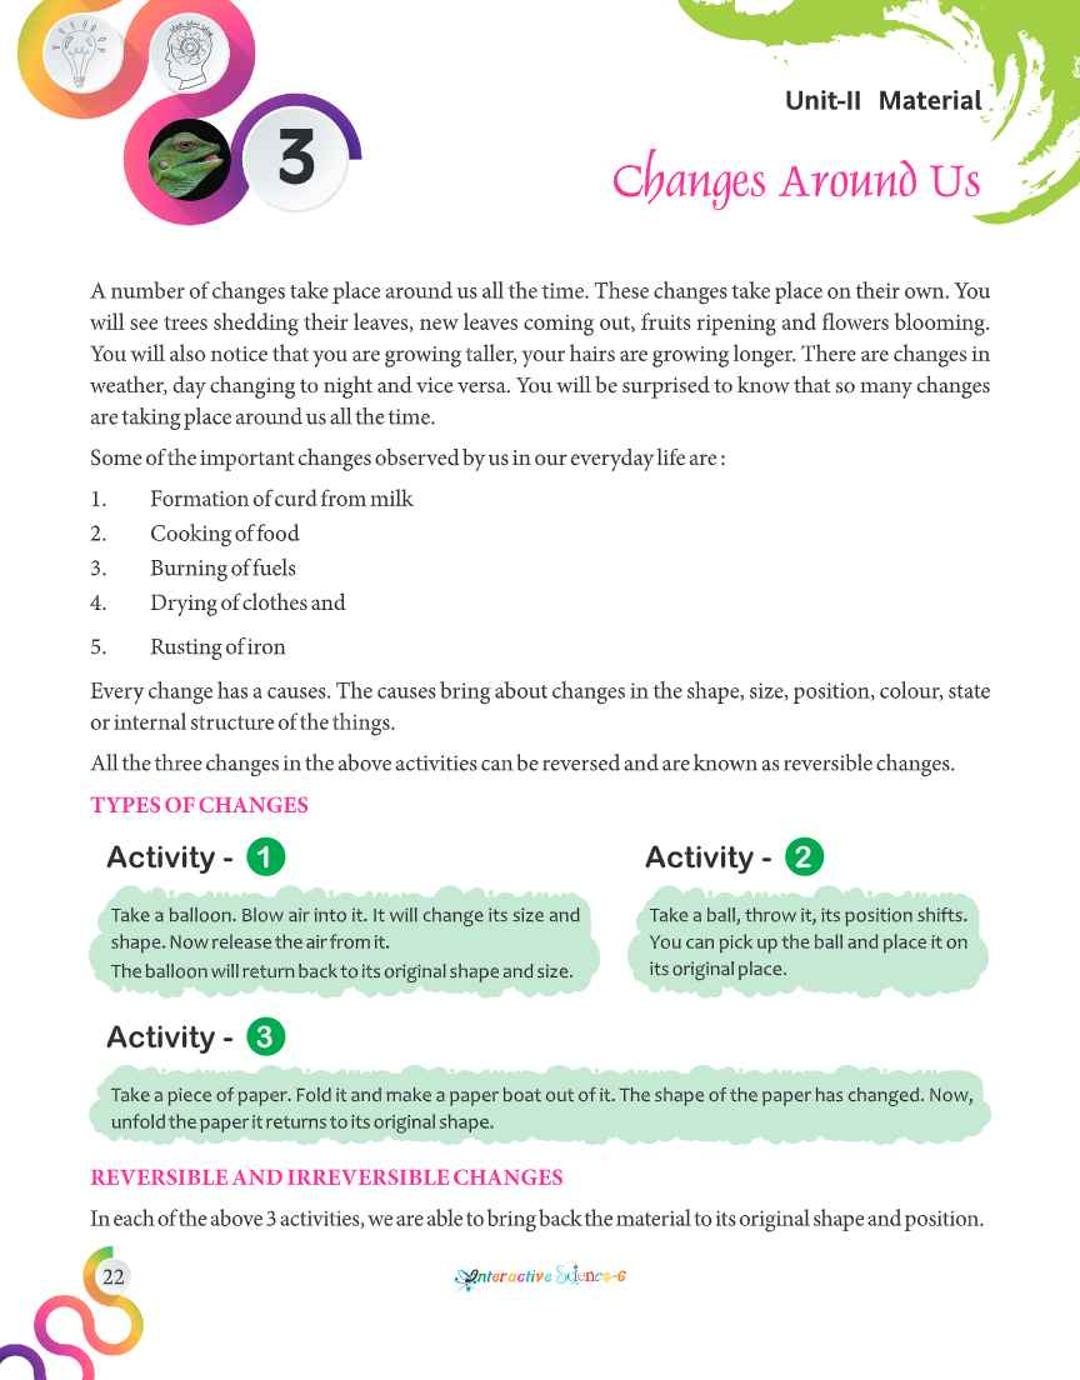 3
Unit-II Material
Changes Around Us
A number of changes take place around us all the time. These changes take place on their own. You
will see trees shedding their leaves, new leaves coming out, fruits ripening and flowers blooming.
You will also notice that you are growing taller, your hairs are growing longer. There are changes in
weather, day changing to night and vice versa. You will be surprised to know that so many changes
are taking place around us all the time.
Some of the important changes observed by us in our everyday life are :
1. Formation of curd from milk
2. Cooking of food
3. Burning of fuels
4. Drying of clothes and
5. Rusting of iron
Every change has a causes. The causes bring about changes in the shape, size, position, colour, state
or internal structure of the things.
All the three changes in the above activities can be reversed and are known as reversible changes.
TYPES OF CHANGES
Activity - 1
Take a balloon. Blow air into it. It will change its size and
shape. Now release the air from it.
The balloon will return back to its original shape and size.
Activity - 2
Take a ball, throw it, its position shifts.
You can pick up the ball and place it on
its original place.
Activity - 3
Take a piece of paper. Fold it and make a paper boat out of it. The shape of the paper has changed. Now,
unfold the paper it returns to its original shape.
REVERSIBLE AND IRREVERSIBLE CHANGES
In each of the above 3 activities, we are able to bring back the material to its original shape and position.
22
Interactive Science-6